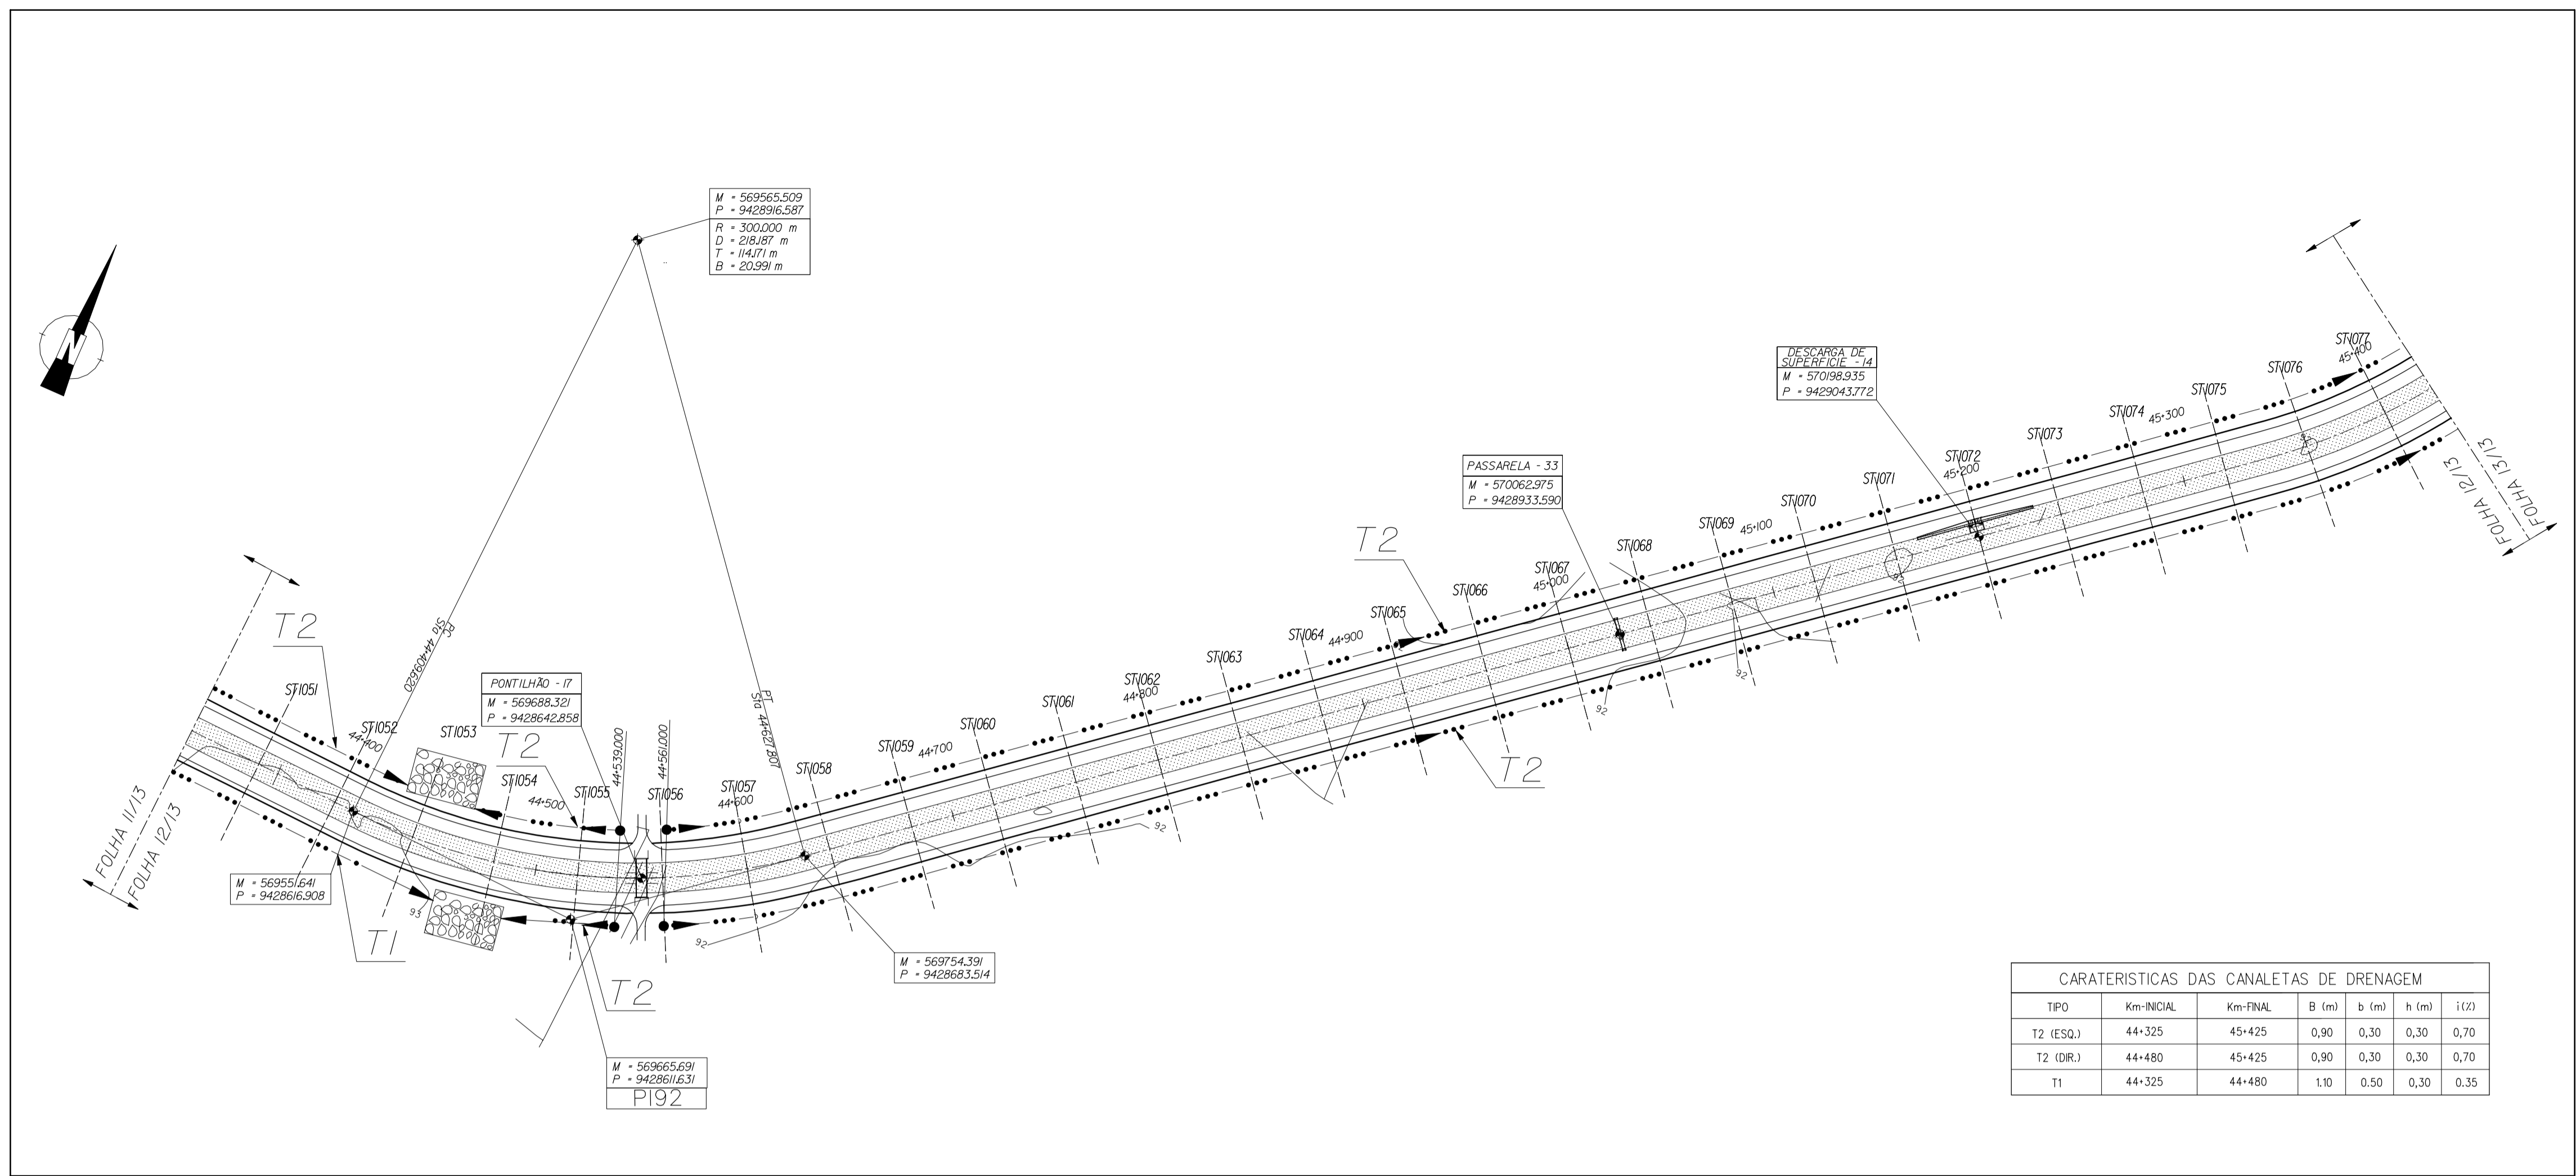 M = 569565.509
P = 9428916.587
R = 300.000 m
D = 218.187 m
T = 114.171 m
B = 20.991 m
DESCARGA DE
SUPERFICIE - 14
M = 570198.935
P = 9429043.772
PASSARELA - 33
M = 570062.975
P = 9428933.590
PONTILHÃO - 17
M = 569688.321
P = 9428642.858
M = 569551.641
P = 9428616.908
M = 569754.391
P = 9428683.514
M = 569665.691
P = 9428611.631
PI92
FOLHA 11/13
FOLHA 12/13
FOLHA 12/13
FOLHA 13/13
T2
T2
T2
T1
T2
T2
PC
Sta 44+409.620
PT
Sta 44+627.807
44+539.000
44+561.000
ST1051
ST1052
44+400
ST1053
ST1054
44+500
ST1055
ST1056
ST1057
44+600
ST1058
ST1059
44+700
ST1060
ST1061
ST1062
44+800
ST1063
ST1064
44+900
ST1065
ST1066
ST1067
45+000
ST1068
ST1069
45+100
ST1070
ST1071
ST1072
45+200
ST1073
ST1074
45+300
ST1075
ST1076
ST1077
45+400
93
92
92
92
92
92
92
CARATERISTICAS DAS CANALETAS DE DRENAGEM
TIPO Km-INICIAL Km-FINAL B (m) b (m) h (m) i(%)
T2 (ESQ.) 44+325 45+425 0,90 0,30 0,30 0,70
T2 (DIR.) 44+480 45+425 0,90 0,30 0,30 0,70
T1 44+325 44+480 1.10 0.50 0,30 0.35